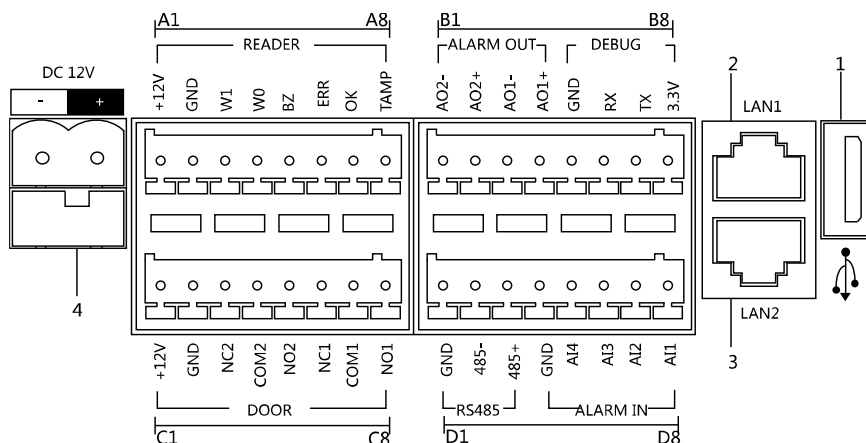 A1 A8 B1 B8
READER ALARM OUT DEBUG 2 1
DC 12V +12V GND W1 W0 BZ ERR OK TAMP AO2- AO2+ AO1- AO1+ GND RX TX 3.3V LAN1
- +
4 LAN2
+12V GND NC2 COM2 NO2 NC1 COM1 NO1 GND 485- 485+ GND AI4 AI3 AI2 AI1 3
DOOR RS485 ALARM IN
C1 C8 D1 D8